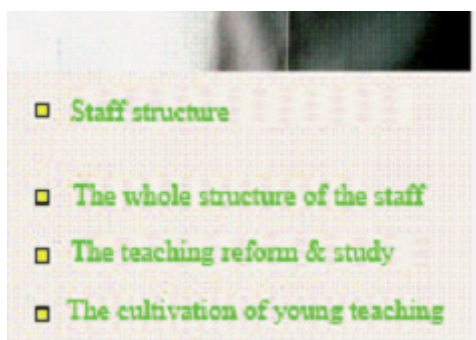 Staff structure
The whole structure of the staff
The teaching reform & study
The cultivation of young teaching